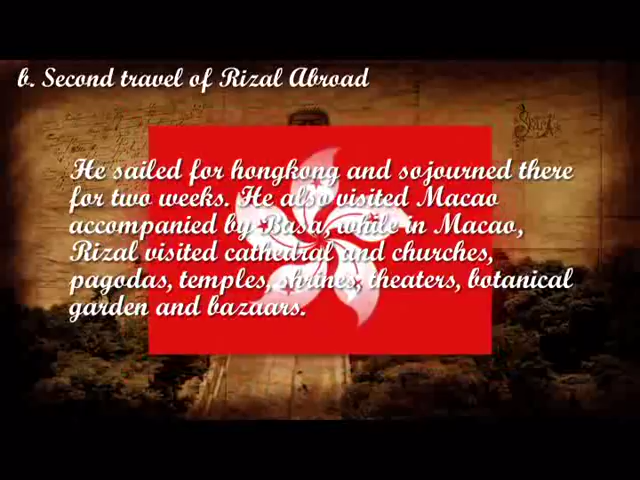 b. Second travel of Rizal Abroad
He sailed for hongkong and sojourned there
for two weeks. He also visited Macao
accompanied by Basa, while in Macao,
Rizal visited cathedral and churches,
pagodas, temples, shrines, theaters, botanical
garden and bazaars.